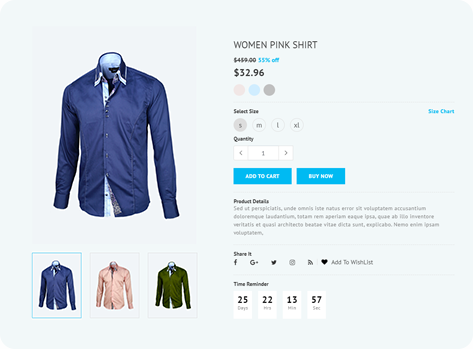 WOMEN PINK SHIRT
$459.00 55% off
$32.96
Select Size
Size Chart
s m l xl
Quantity
1
ADD TO CART BUY NOW
Product Details
Sed ut perspiciatis, unde omnis iste natus error sit voluptatem accusantium
doloremque laudantium, totam rem aperiam eaque ipsa, quae ab illo inventore
veritatis et quasi architecto beatae vitae dicta sunt, explicabo. Nemo enim ipsam
voluptatem,
Share It
Add To WishList
Time Reminder
25 22 13 57
Days Hrs Min Sec